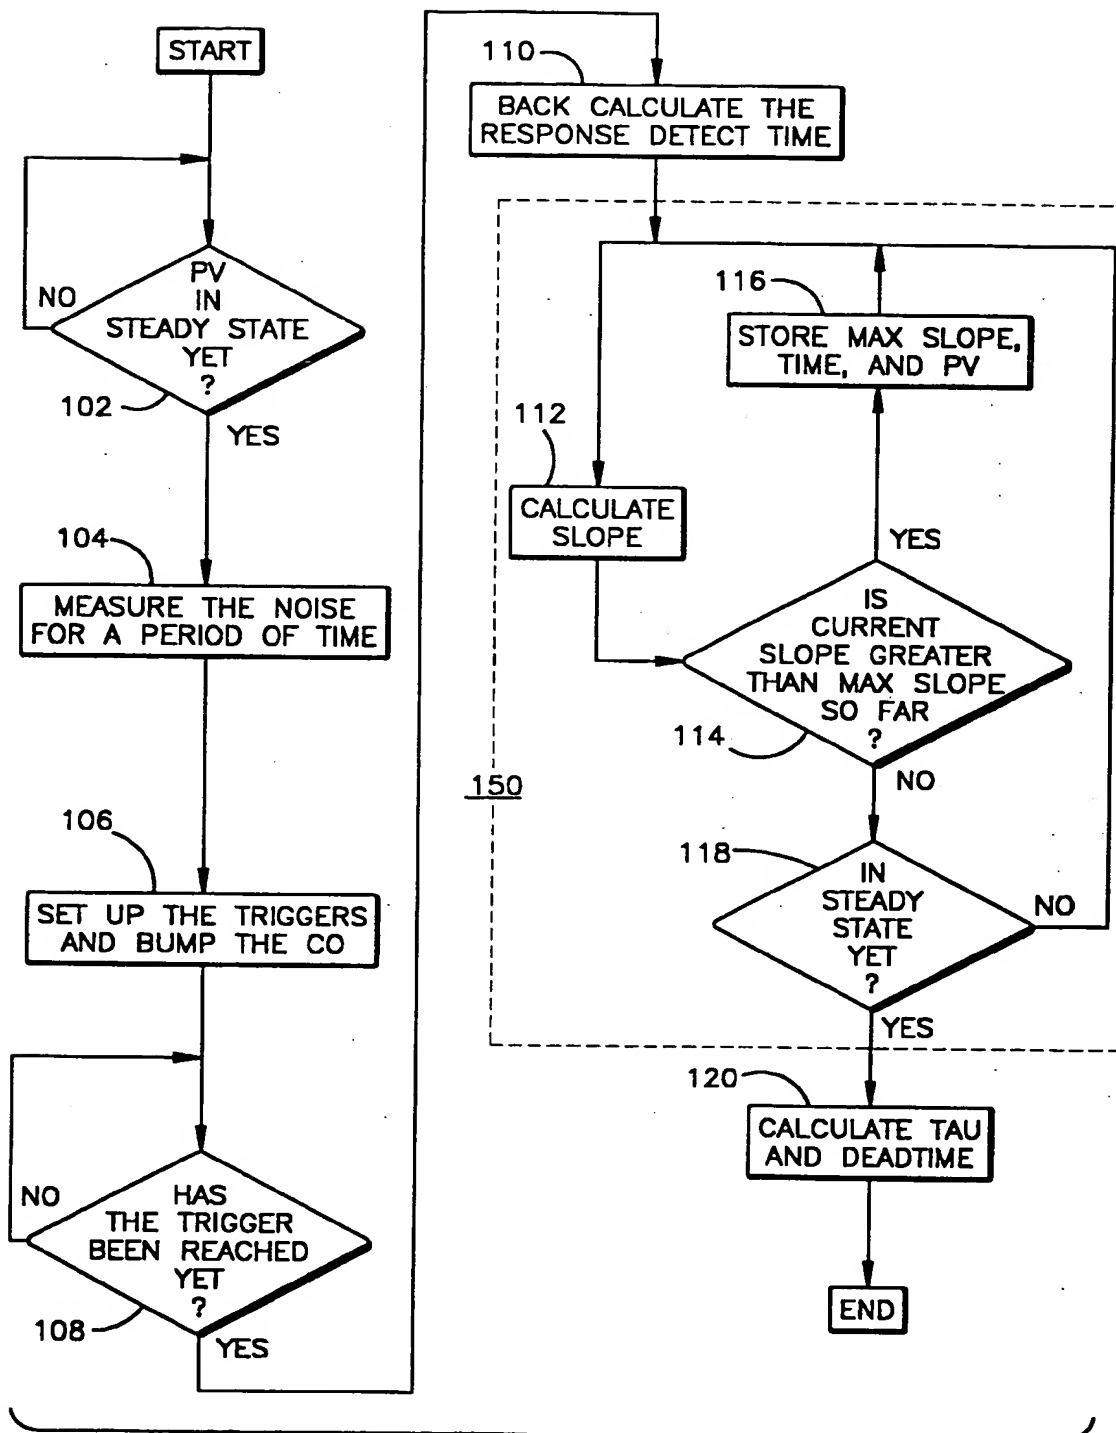 START
PV
IN
STEADY STATE
YET
?
NO
102
YES
104
MEASURE THE NOISE
FOR A PERIOD OF TIME
106
SET UP THE TRIGGERS
AND BUMP THE CO
NO
HAS
THE TRIGGER
BEEN REACHED
YET
?
108
YES
110
BACK CALCULATE THE
RESPONSE DETECT TIME
116
STORE MAX SLOPE,
TIME, AND PV
112
CALCULATE
SLOPE
YES
IS
CURRENT
SLOPE GREATER
THAN MAX SLOPE
SO FAR
?
114
NO
150
118
IN
STEADY
STATE
YET
?
NO
YES
120
CALCULATE TAU
AND DEADTIME
END